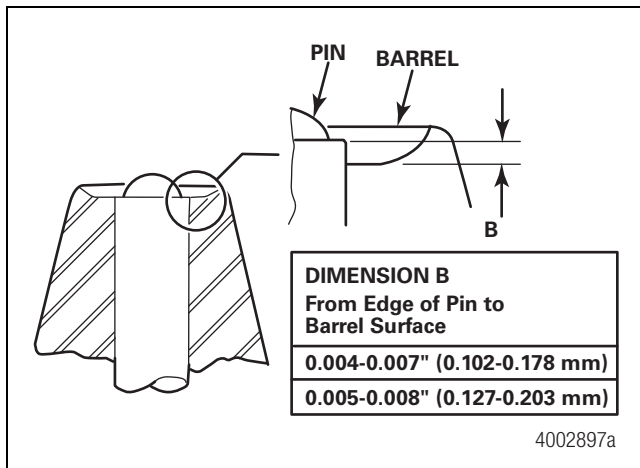 PIN
BARREL
B
DIMENSION B
From Edge of Pin to
Barrel Surface
0.004-0.007" (0.102-0.178 mm)
0.005-0.008" (0.127-0.203 mm)
4002897a